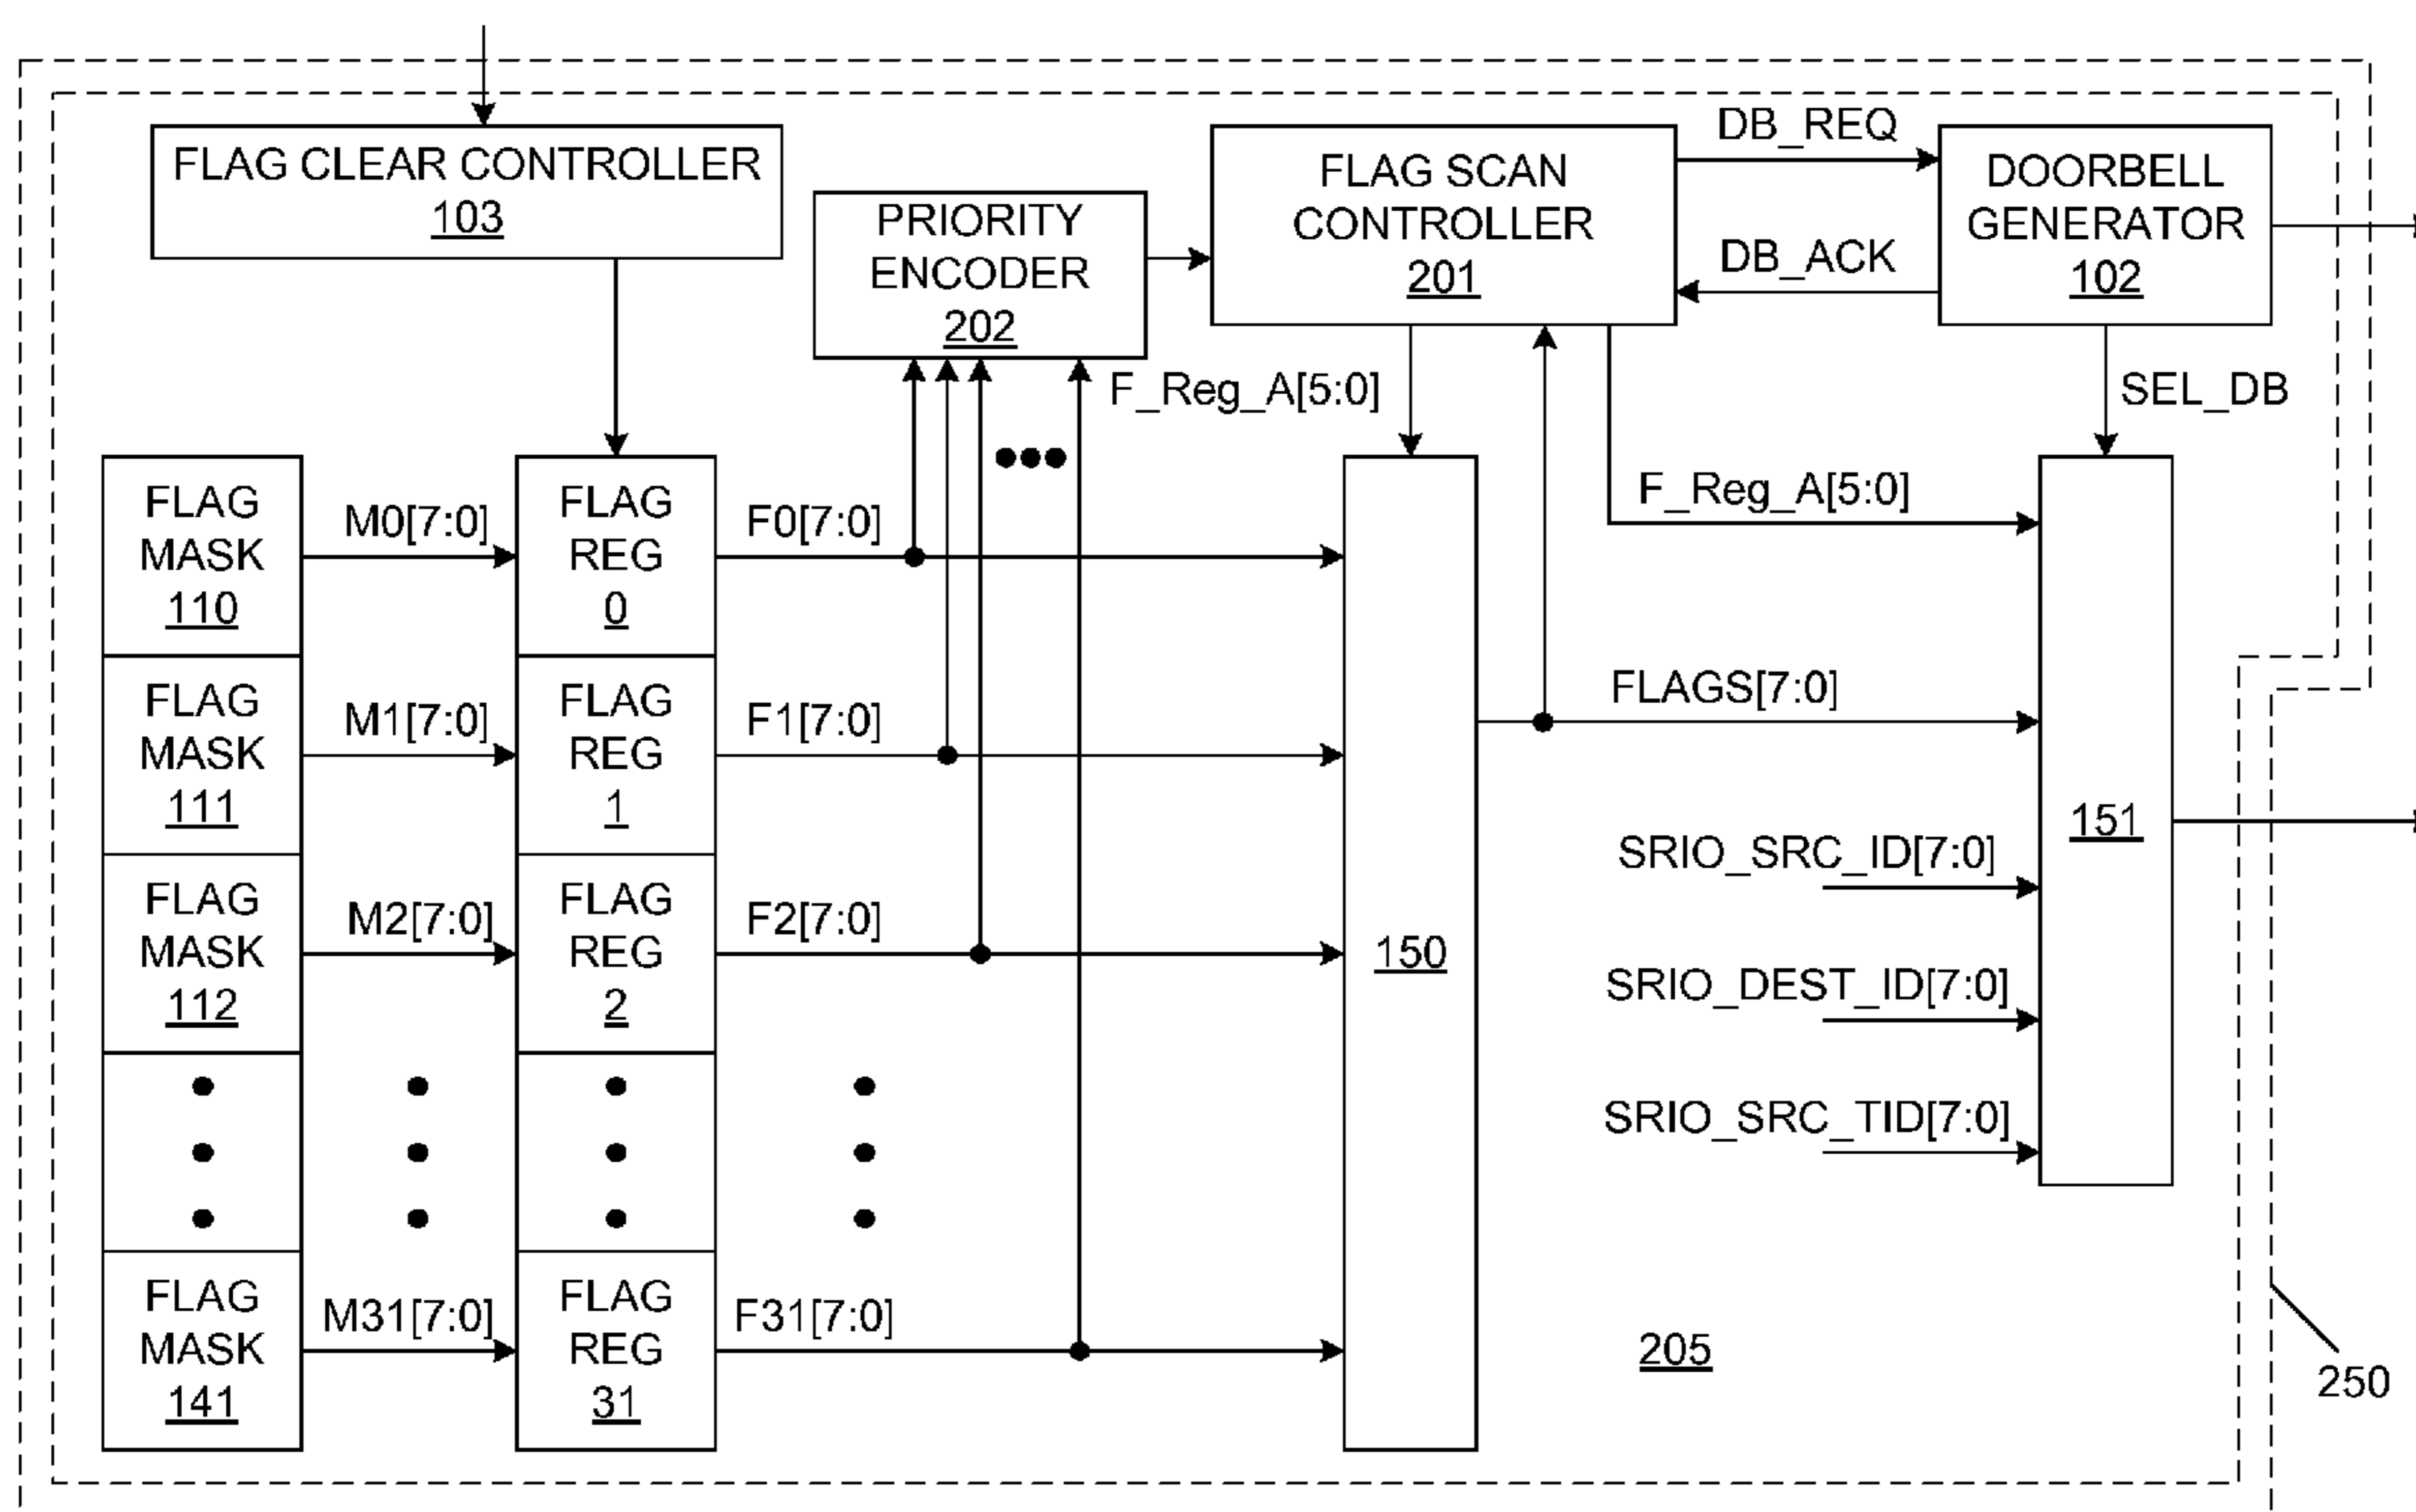 FLAG CLEAR CONTROLLER
103
PRIORITY
ENCODER
202
FLAG SCAN
CONTROLLER
201
DB_REQ
DB_ACK
DOORBELL
GENERATOR
102
F_Reg_A[5:0]
SEL_DB
FLAG
MASK
110
M0[7:0]
FLAG
REG
0
F0[7:0]
F_Reg_A[5:0]
FLAG
MASK
111
M1[7:0]
FLAG
REG
1
F1[7:0]
FLAGS[7:0]
FLAG
MASK
112
M2[7:0]
FLAG
REG
2
F2[7:0]
150
SRIO_SRC_ID[7:0]
151
SRIO_DEST_ID[7:0]
SRIO_SRC_TID[7:0]
FLAG
MASK
141
M31[7:0]
FLAG
REG
31
F31[7:0]
205
250